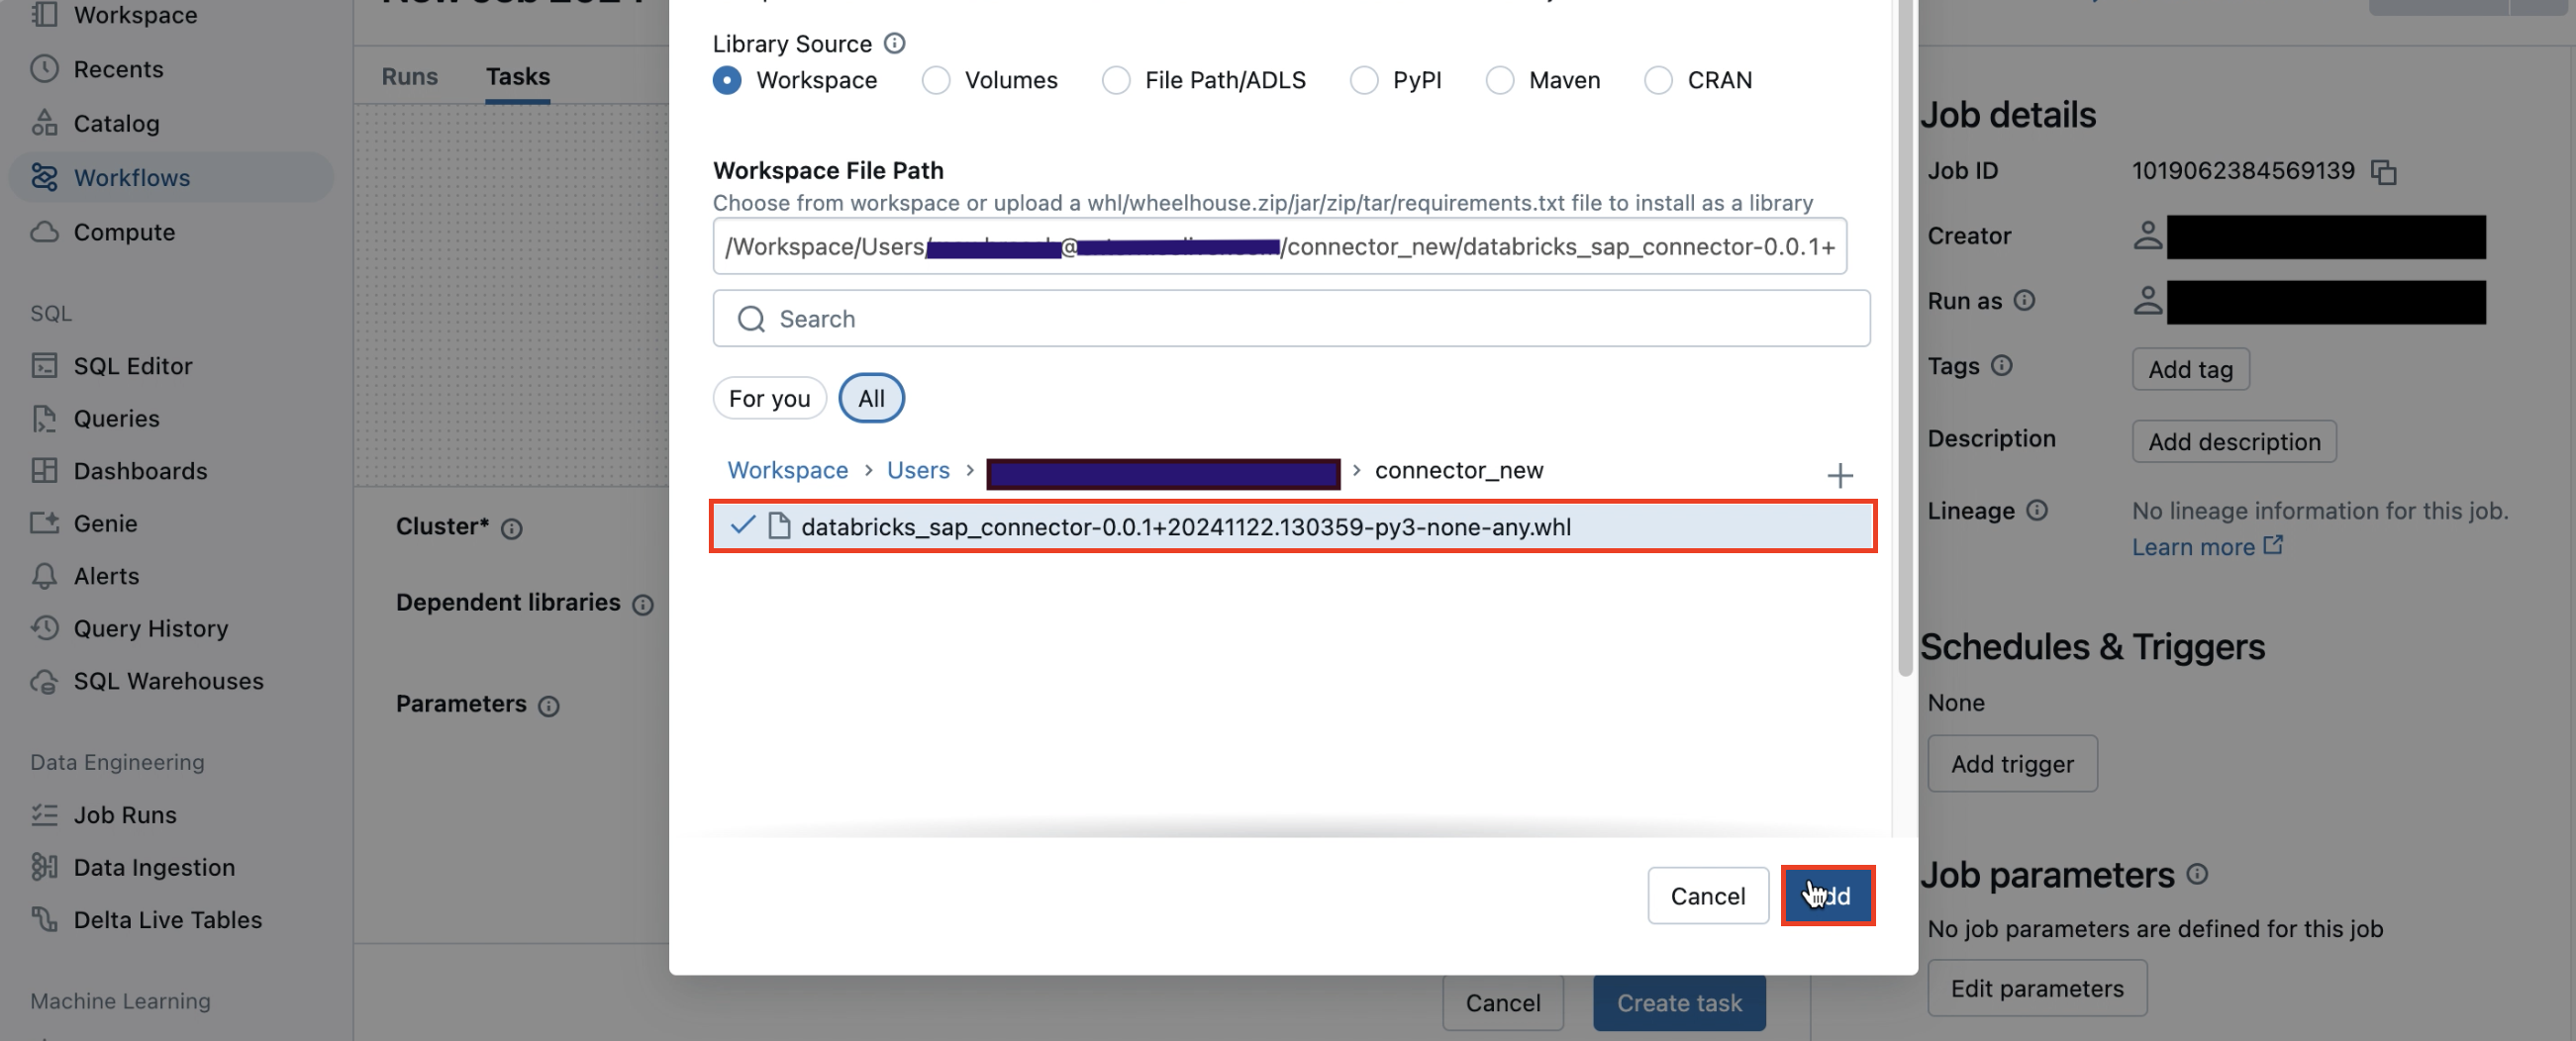 Workspace
Recents
Catalog
Workflows
Compute
SQL
SQL Editor
Queries
Dashboards
Genie
Alerts
Query History
SQL Warehouses
Data Engineering
Job Runs
Data Ingestion
Delta Live Tables
Machine Learning
Runs Tasks
Cluster*
Dependent libraries
Parameters
Library Source
Workspace Volumes File Path/ADLS PyPI Maven CRAN
Workspace File Path
Choose from workspace or upload a whl/wheelhouse.zip/jar/zip/tar/requirements.txt file to install as a library
/Workspace/Users/ @ /connector_new/databricks_sap_connector-0.0.1+
Search
For you All
Workspace > Users > > connector_new
databricks_sap_connector-0.0.1+20241122.130359-py3-none-any.whl
Cancel
Cancel Create task
Job details
Job ID 1019062384569139
Creator
Run as
Tags Add tag
Description Add description
Lineage No lineage information for this job.
Learn more
Schedules & Triggers
None
Add trigger
Job parameters
No job parameters are defined for this job
Edit parameters